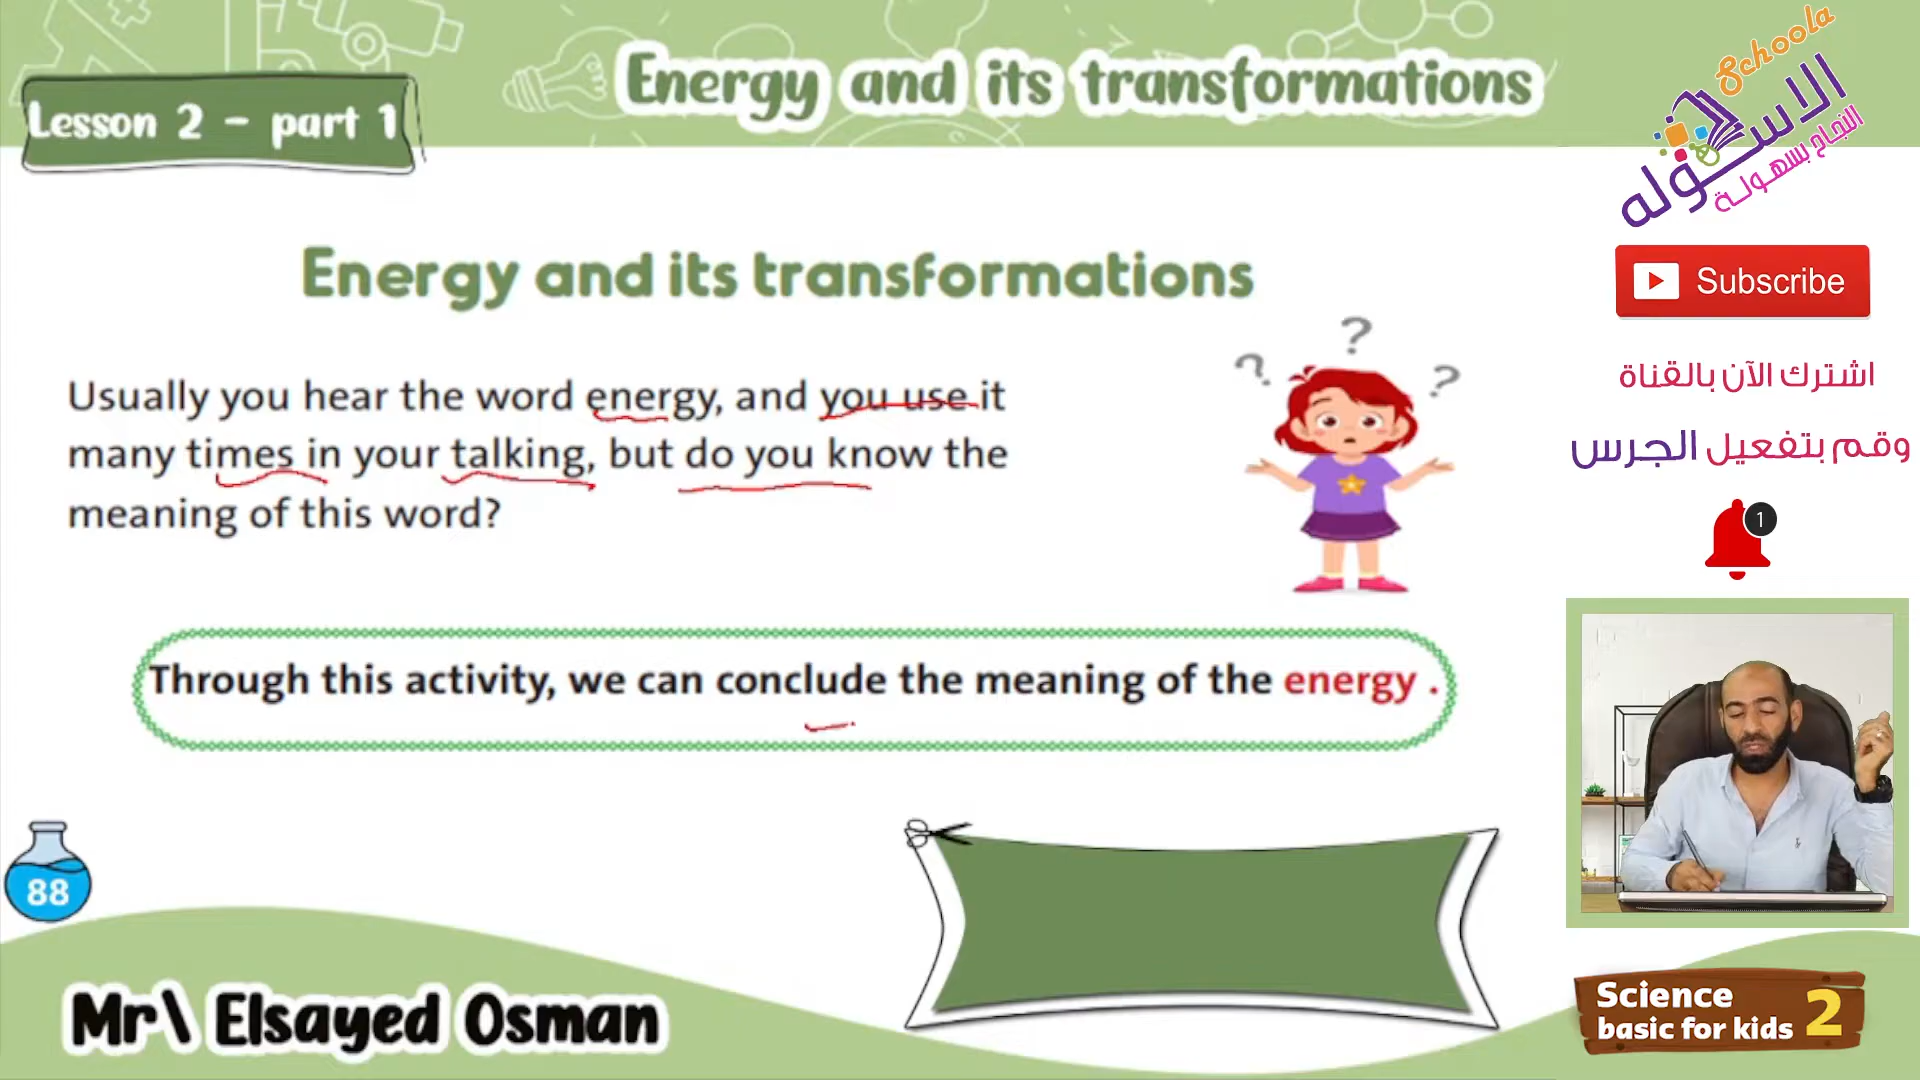 Energy and its transformations
Lesson 2 - part 1
Schoola
الاسكوله
النجاح بسهولة
Energy and its transformations
Subscribe
? ? ?
اشترك الآن بالقناة
Usually you hear the word energy, and you use it
many times in your talking, but do you know the
meaning of this word?
وقم بتفعيل الجرس
1
Through this activity, we can conclude the meaning of the energy .
88
Mr\ Elsayed Osman
Science
basic for kids 2